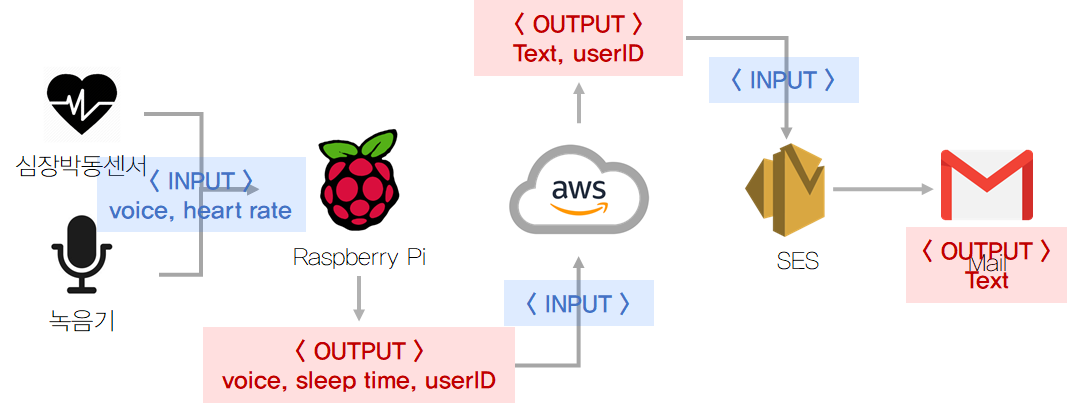 심장박동센서
< INPUT >
voice, heart rate
녹음기
Raspberry Pi
< OUTPUT >
voice, sleep time, userID
< INPUT >
aws
< OUTPUT >
Text, userID
< INPUT >
SES
Mail
< OUTPUT >
Text